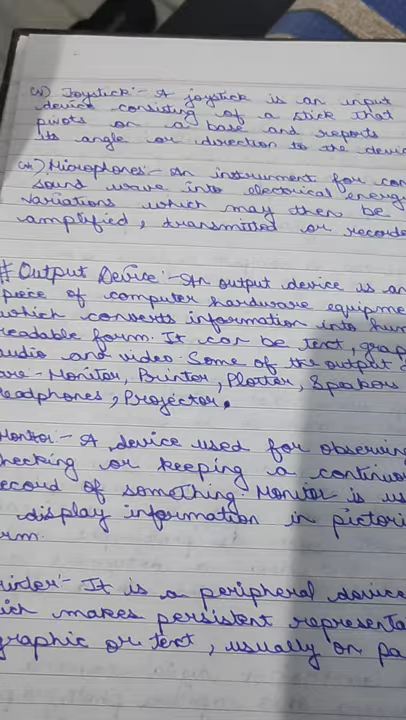 (v) Joystick:- A joystick is an input
device consisting of a stick that
pivots on a base and reports
its angle or direction to the devic
(vi) Microphones:- An instrument for con
sound wave into electrical energ
variations which may then be
amplified, transmitted or recorde
# Output Device:- An output device is an
piece of computer hardware equipme
which converts information into hum
readable form. It can be text, grap
audio and video. Some of the output d
are - Monitor, Printer, Plotter, Speakers
headphones, Projector.
Monitor:- A device used for observing
checking or keeping a continuou
record of something. Monitor is us
display information in pictori
rm.
rinter:- It is a peripheral device
ich makes persistent representa
graphic or text, usually on pa